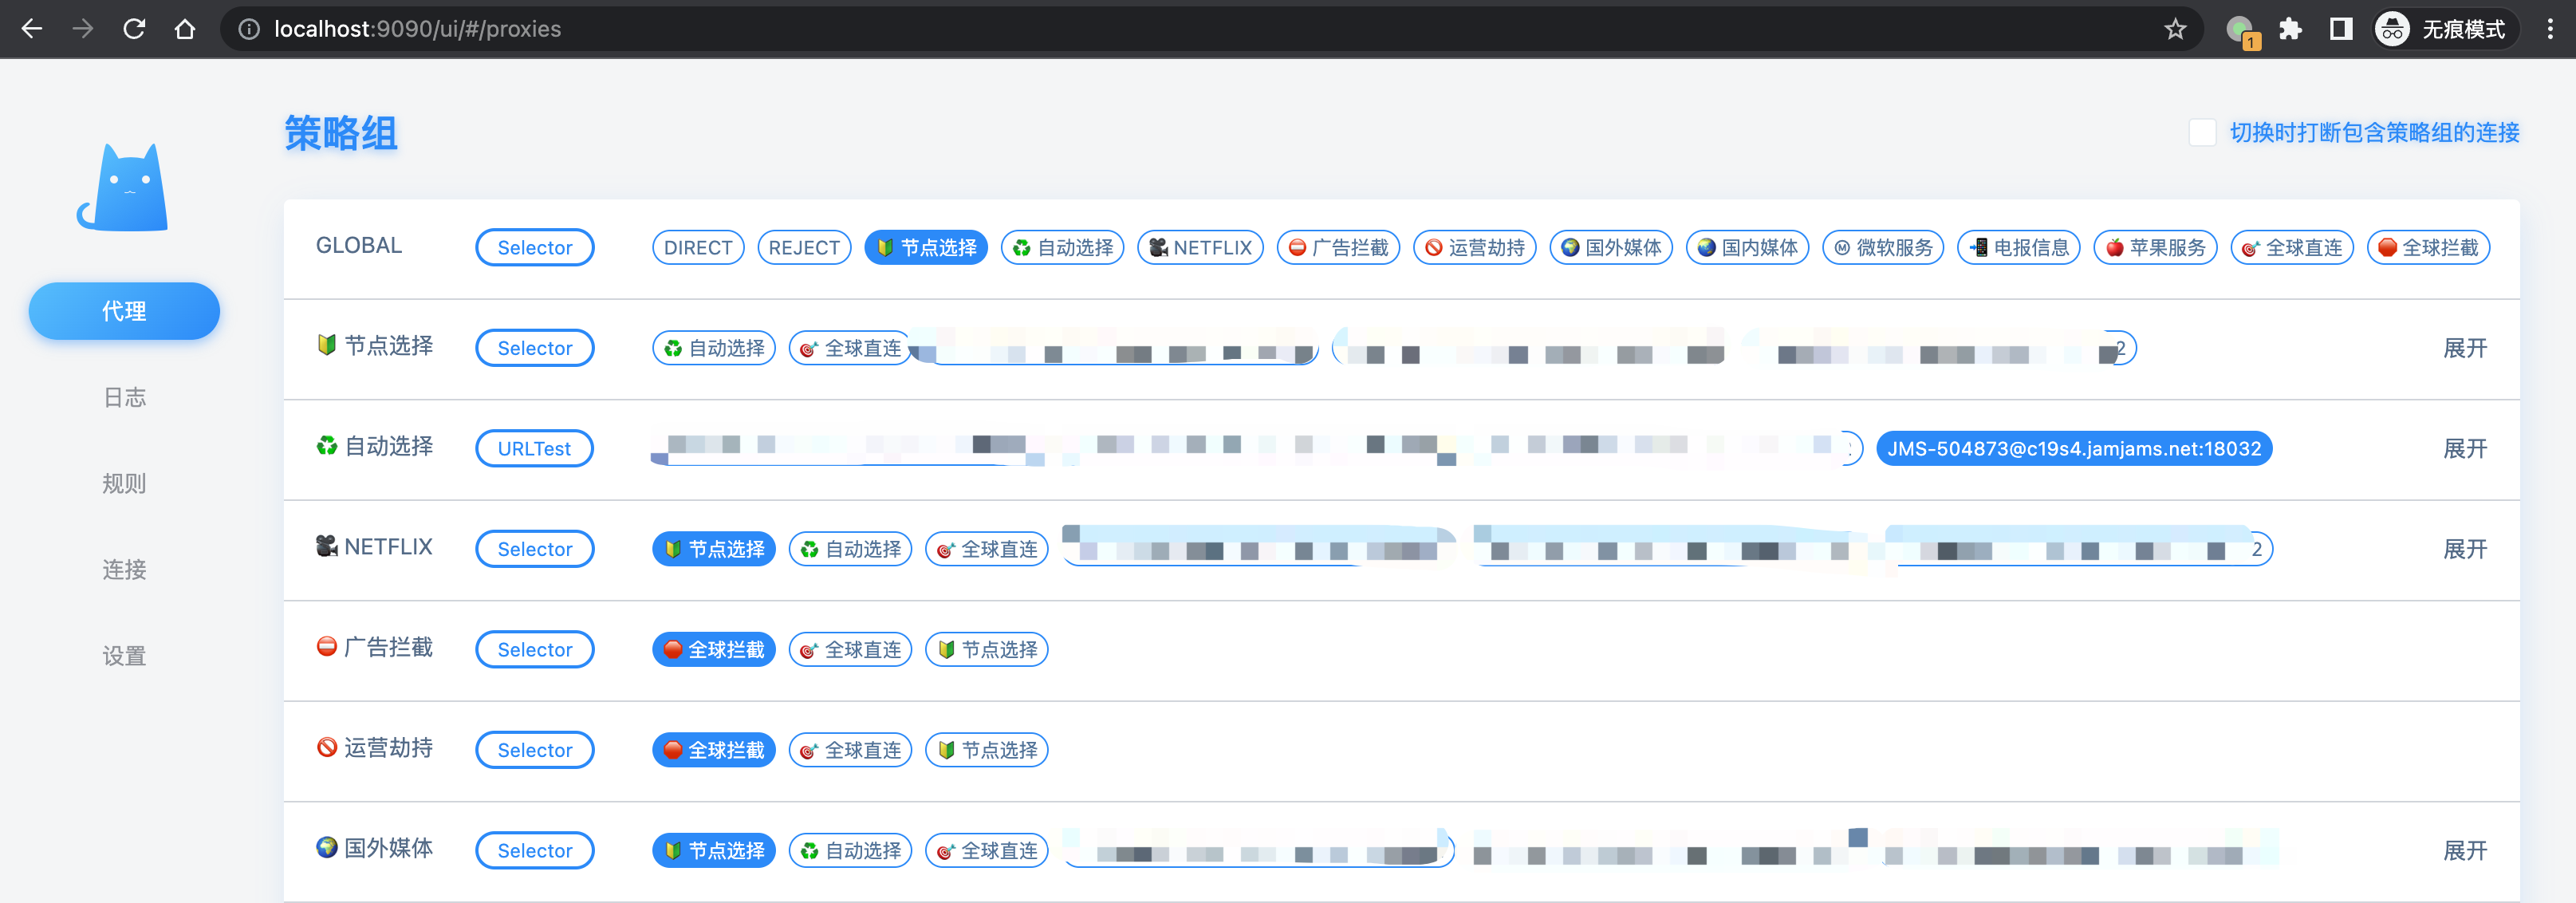 localhost:9090/ui/#/proxies
1
无痕模式
策略组
切换时打断包含策略组的连接
代理
日志
规则
连接
设置
GLOBAL Selector DIRECT REJECT 节点选择 自动选择 NETFLIX 广告拦截 运营劫持 国外媒体 国内媒体 Ⓜ 微软服务 电报信息 苹果服务 全球直连 全球拦截
节点选择 Selector 自动选择 全球直连 2 展开
自动选择 URLTest JMS-504873@c19s4.jamjams.net:18032 展开
NETFLIX Selector 节点选择 自动选择 全球直连 2 展开
广告拦截 Selector 全球拦截 全球直连 节点选择
运营劫持 Selector 全球拦截 全球直连 节点选择
国外媒体 Selector 节点选择 自动选择 全球直连 展开